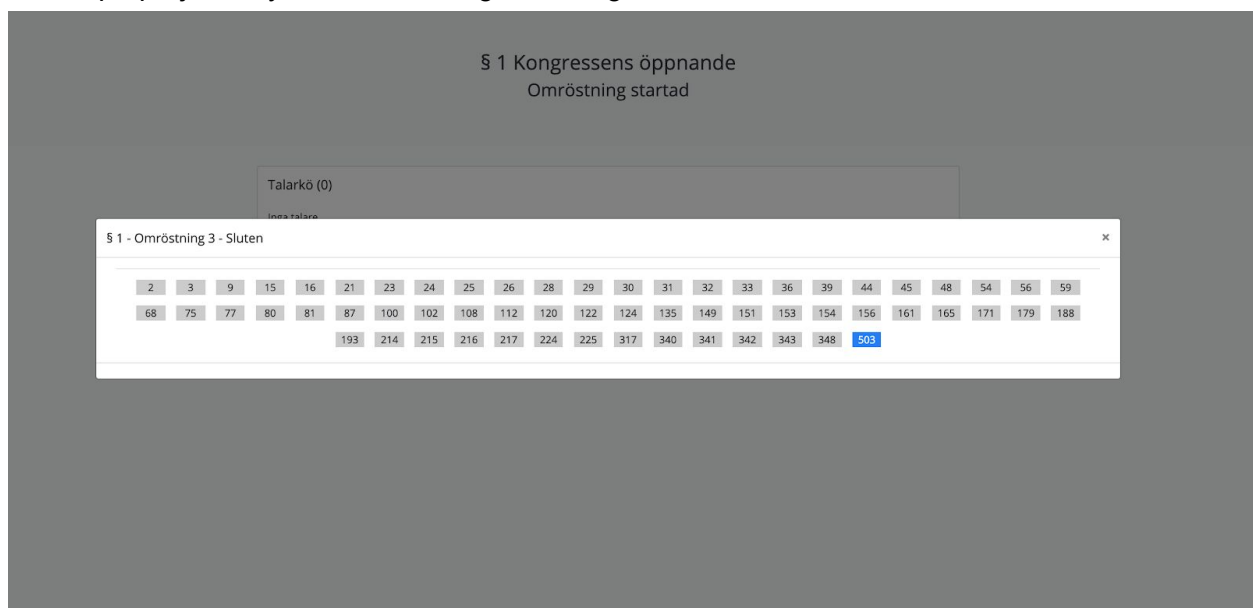 § 1 Kongressens öppnande
Omröstning startad
Talarkö (0)
Inga talare
§ 1 - Omröstning 3 - Sluten ×
2 3 9 15 16 21 23 24 25 26 28 29 30 31 32 33 36 39 44 45 48 54 56 59
68 75 77 80 81 87 100 102 108 112 120 122 124 135 149 151 153 154 156 161 165 171 179 188
193 214 215 216 217 224 225 317 340 341 342 343 348 503